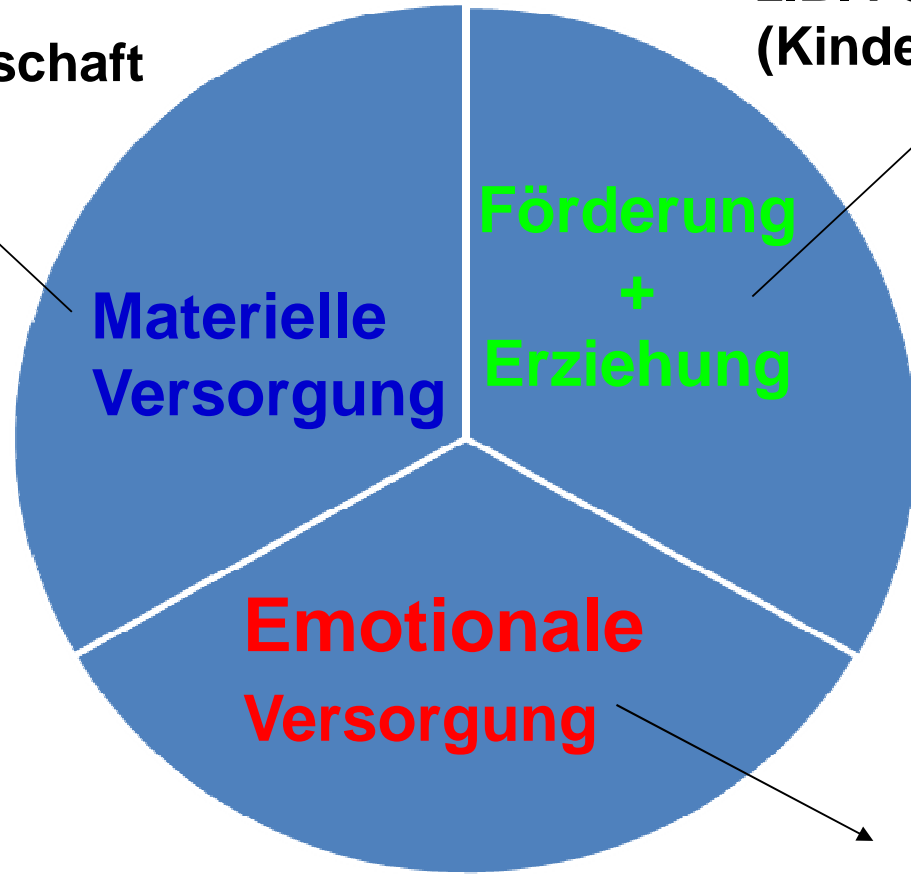 schaft
(Kinde
Förderung
+
Erziehung
Materielle
Versorgung
Emotionale
Versorgung